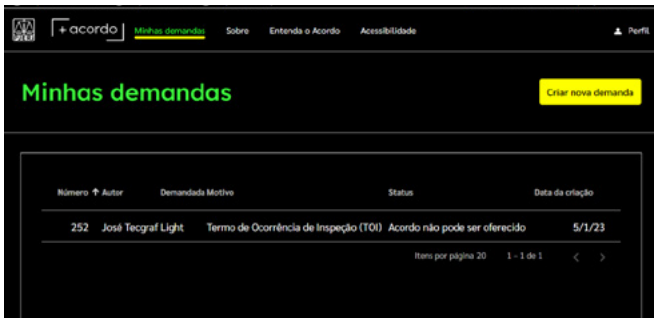 +acordo Minhas demandas Sobre Entenda o Acordo Acessibilidade Perfil
Minhas demandas
Criar nova demanda
Número ↑ Autor Demandada Motivo Status Data da criação
252 José Tecgraf Light Termo de Ocorrência de Inspeção (TOI) Acordo não pode ser oferecido 5/1/23
Itens por página 20 1 - 1 de 1